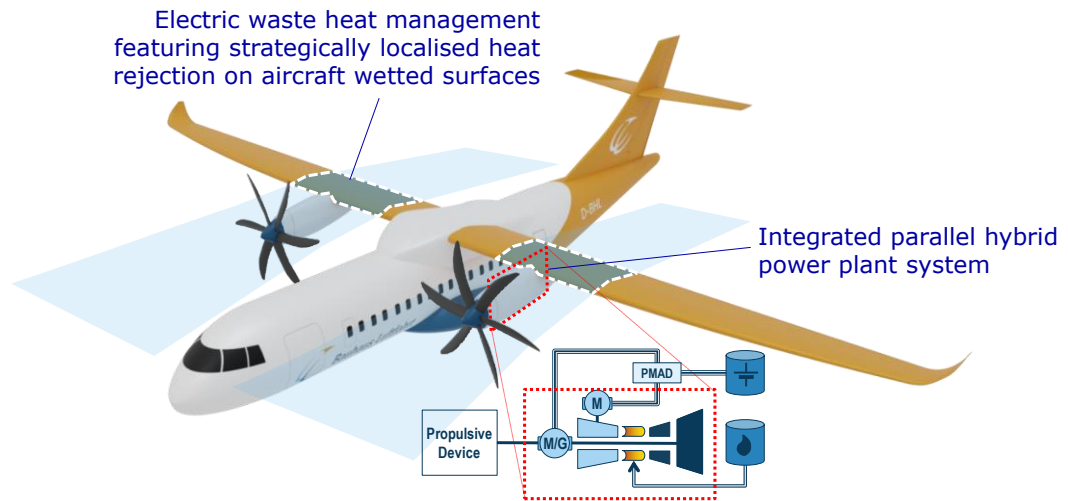 Electric waste heat management
featuring strategically localised heat
rejection on aircraft wetted surfaces
D-BHL
Integrated parallel hybrid
power plant system
PMAD
M
Propulsive
Device
M/G